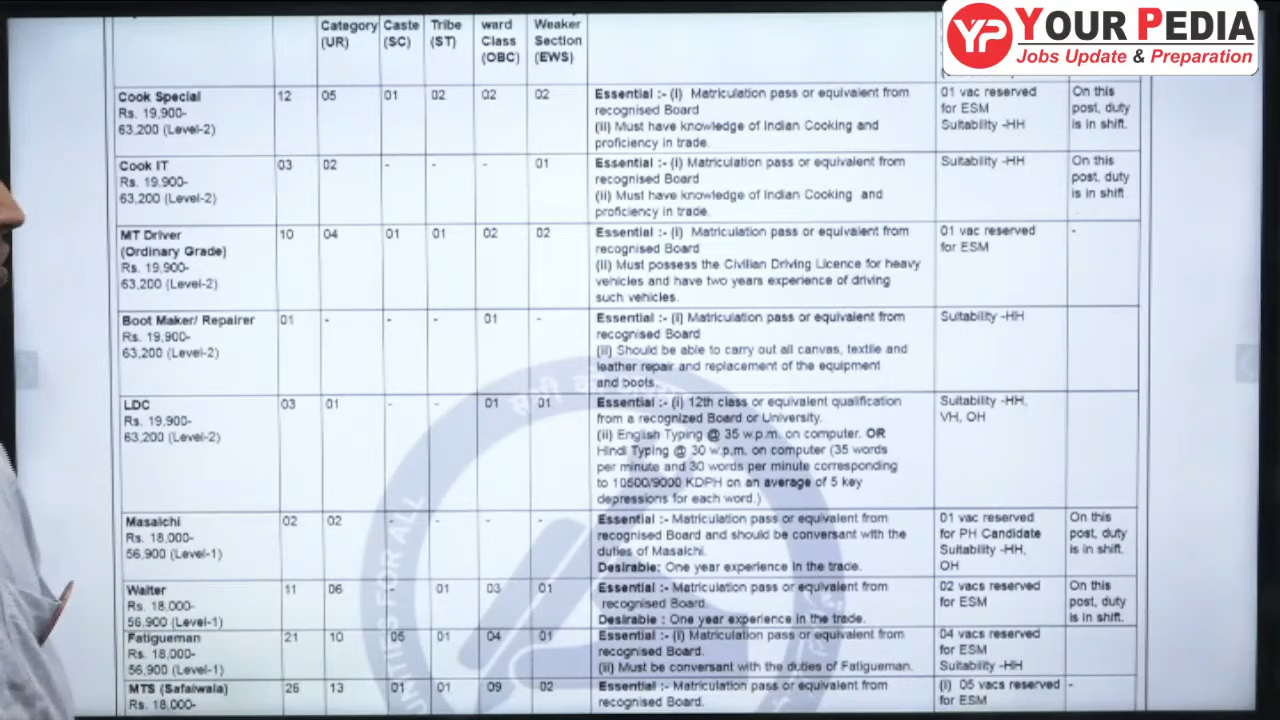 YP YOUR PEDIA
Jobs Update & Preparation
Category (UR)
Caste (SC)
Tribe (ST)
ward Class (OBC)
Weaker Section (EWS)
Cook Special
Rs. 19,900-
63,200 (Level-2)
12 05 01 02 02 02
Essential :- (i) Matriculation pass or equivalent from
recognised Board
(ii) Must have knowledge of Indian Cooking and
proficiency in trade.
01 vac reserved
for ESM
Suitability -HH
On this
post, duty
is in shift.
Cook IT
Rs. 19,900-
63,200 (Level-2)
03 02 - - - 01
Essential :- (i) Matriculation pass or equivalent from
recognised Board
(ii) Must have knowledge of Indian Cooking and
proficiency in trade.
Suitability -HH
On this
post, duty
is in shift.
MT Driver
(Ordinary Grade)
Rs. 19,900-
63,200 (Level-2)
10 04 01 01 02 02
Essential :- (i) Matriculation pass or equivalent from
recognised Board
(ii) Must possess the Civilian Driving Licence for heavy
vehicles and have two years experience of driving
such vehicles.
01 vac reserved
for ESM
-
Boot Maker/ Repairer
Rs. 19,900-
63,200 (Level-2)
01 - - - 01 -
Essential :- (i) Matriculation pass or equivalent from
recognised Board
(ii) Should be able to carry out all canvas, textile and
leather repair and replacement of the equipment
and boots.
Suitability -HH
LDC
Rs. 19,900-
63,200 (Level-2)
03 01 - - 01 01
Essential :- (i) 12th class or equivalent qualification
from a recognized Board or University.
(ii) English Typing @ 35 w.p.m. on computer. OR
Hindi Typing @ 30 w.p.m. on computer (35 words
per minute and 30 words per minute corresponding
to 10500/9000 KDPH on an average of 5 key
depressions for each word.)
Suitability -HH,
VH, OH
Masalchi
Rs. 18,000-
56,900 (Level-1)
02 02 - - - -
Essential :- Matriculation pass or equivalent from
recognised Board and should be conversant with the
duties of Masalchi.
Desirable: One year experience in the trade.
01 vac reserved
for PH Candidate
Suitability -HH,
OH
On this
post, duty
is in shift.
Waiter
Rs. 18,000-
56,900 (Level-1)
11 06 - 01 03 01
Essential :- Matriculation pass or equivalent from
recognised Board.
Desirable : One year experience in the trade.
02 vacs reserved
for ESM
On this
post, duty
is in shift.
Fatigueman
Rs. 18,000-
56,900 (Level-1)
21 10 05 01 04 01
Essential :- (i) Matriculation pass or equivalent from
recognised Board.
(ii) Must be conversant with the duties of Fatigueman.
04 vacs reserved
for ESM
Suitability -HH
MTS (Safaiwala)
Rs. 18,000-
26 13 01 01 09 02
Essential :- Matriculation pass or equivalent from
recognised Board.
(i) 05 vacs reserved
for ESM
-
FOR ALL